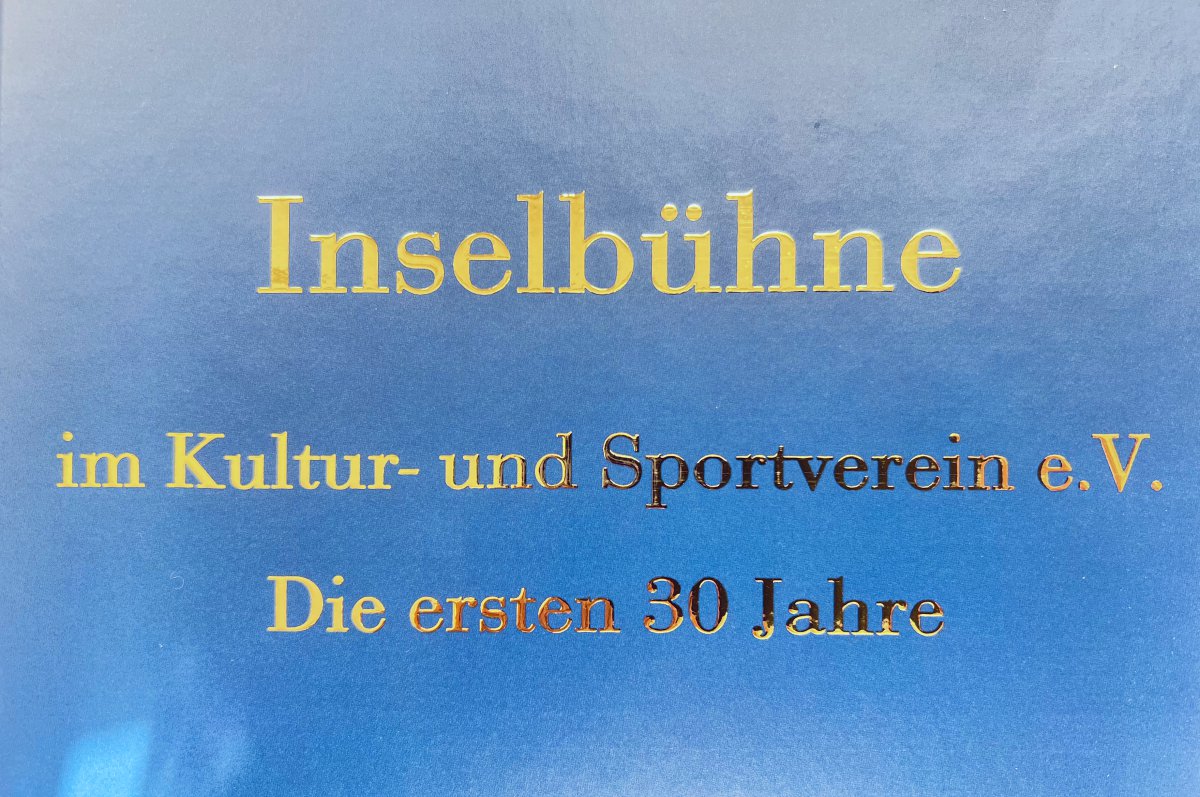 Inselbühne
im Kultur- und Sportverein e.V.
Die ersten 30 Jahre